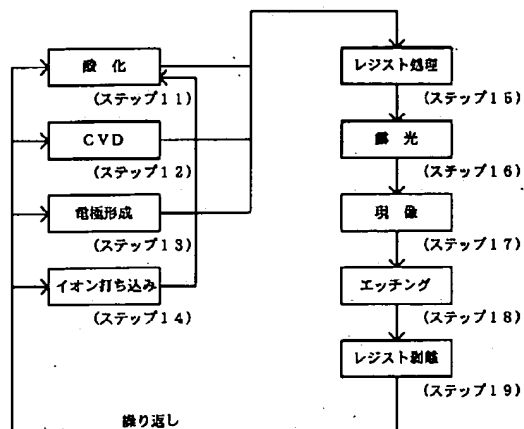 酸化
(ステップ11)
CVD
(ステップ12)
電極形成
(ステップ13)
イオン打ち込み
(ステップ14)
レジスト処理
(ステップ15)
露光
(ステップ16)
現像
(ステップ17)
エッチング
(ステップ18)
レジスト剥離
(ステップ19)
繰り返し